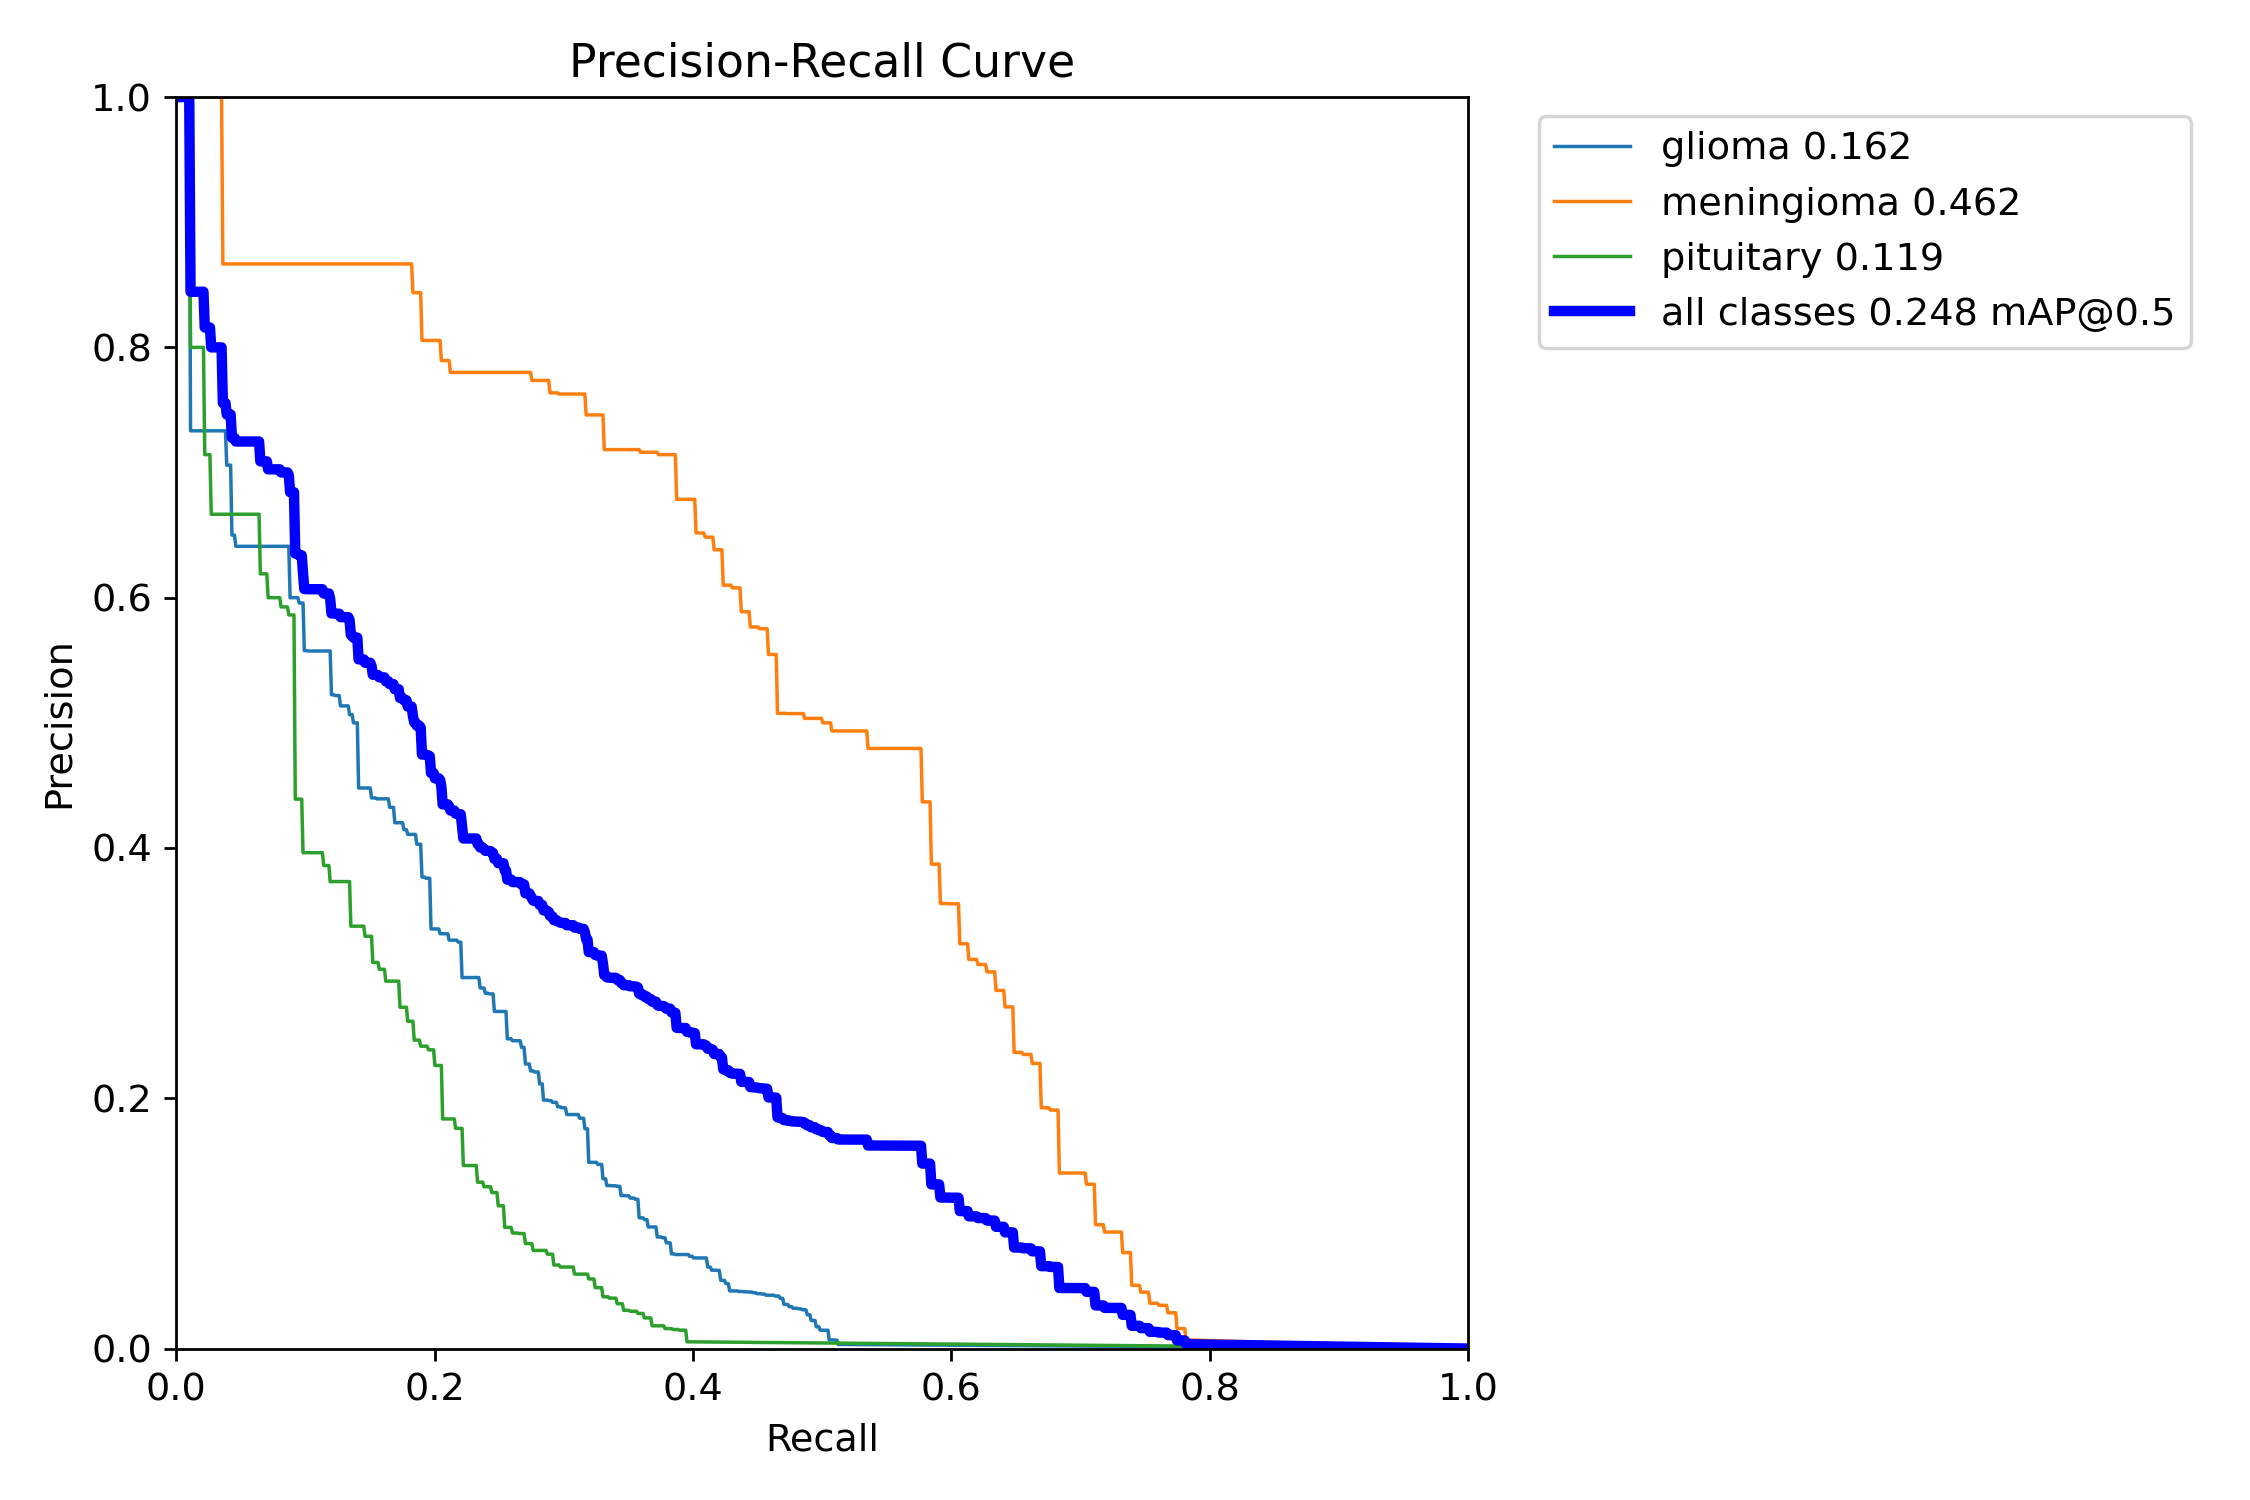 Precision-Recall Curve
1.0
0.8
0.6
0.4
0.2
0.0
Precision
0.0 0.2 0.4 0.6 0.8 1.0
Recall
glioma 0.162
meningioma 0.462
pituitary 0.119
all classes 0.248 mAP@0.5